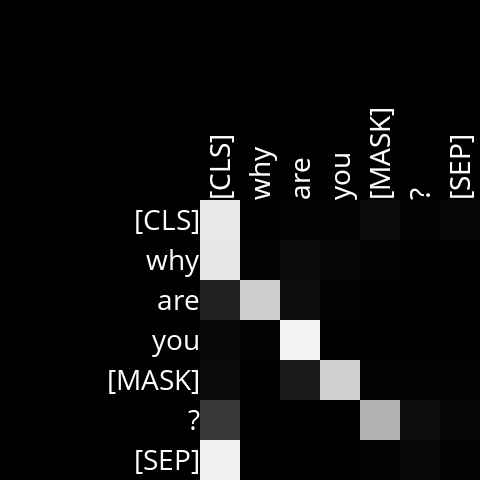 [CLS] why are you [MASK] ? [SEP]
[CLS]
why
are
you
[MASK]
?
[SEP]